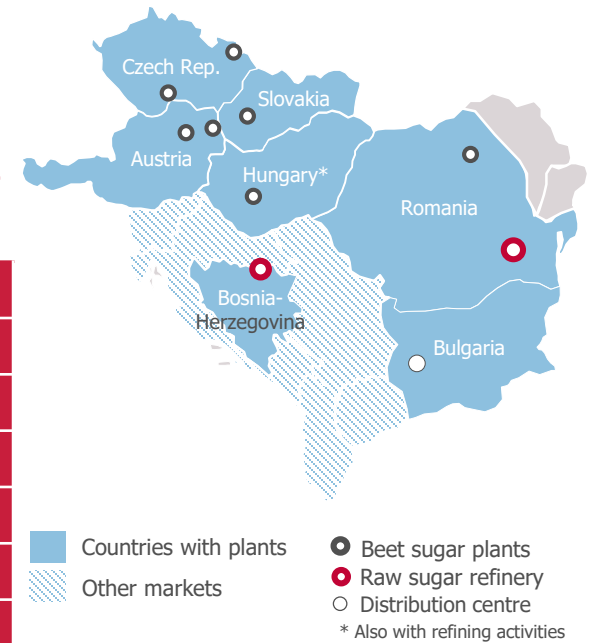 Czech Rep.
Slovakia
Austria
Hungary*
Romania
Bosnia-
Herzegovina
Bulgaria
Countries with plants
Other markets
Beet sugar plants
Raw sugar refinery
Distribution centre
* Also with refining activities